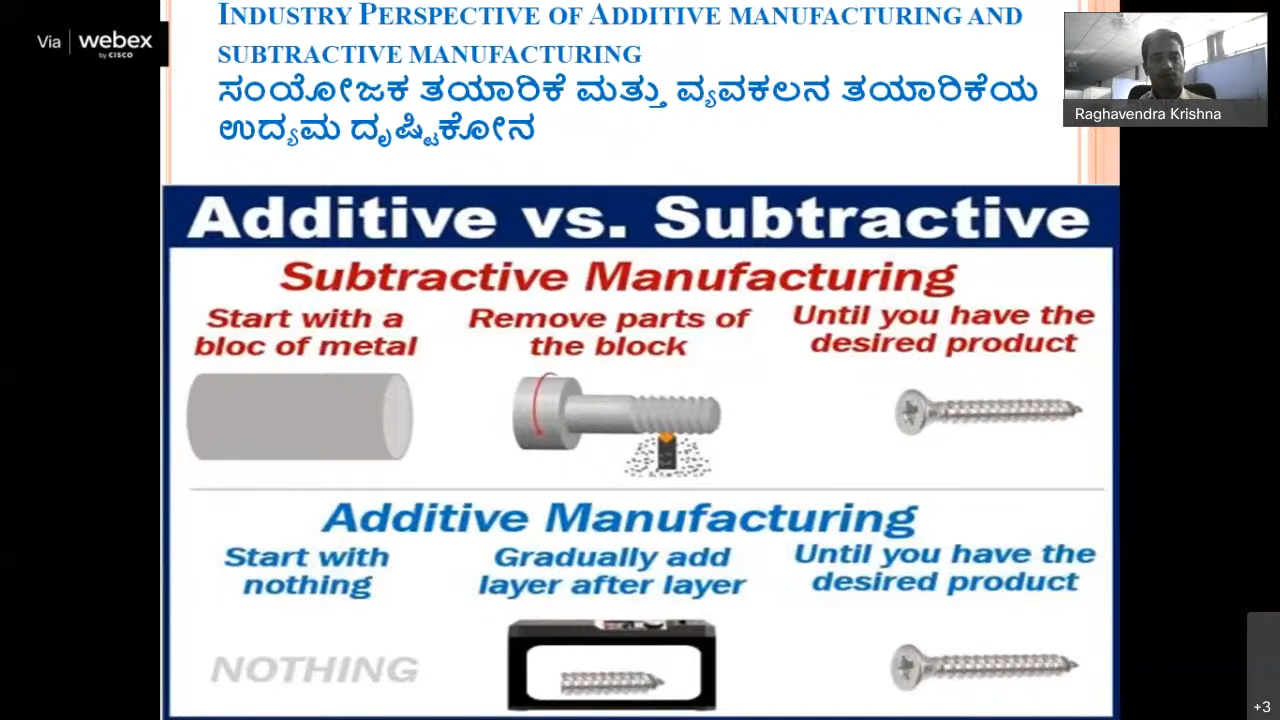 INDUSTRY PERSPECTIVE OF ADDITIVE MANUFACTURING AND
SUBTRACTIVE MANUFACTURING
ಸಂಯೋಜಕ ತಯಾರಿಕೆ ಮತ್ತು ವ್ಯವಕಲನ ತಯಾರಿಕೆಯ
ಉದ್ಯಮ ದೃಷ್ಟಿಕೋನ
Via webex
by CISCO
Raghavendra Krishna
Additive vs. Subtractive
Subtractive Manufacturing
Start with a
bloc of metal
Remove parts of
the block
Until you have the
desired product
Additive Manufacturing
Start with
nothing
Gradually add
layer after layer
Until you have the
desired product
NOTHING
+3